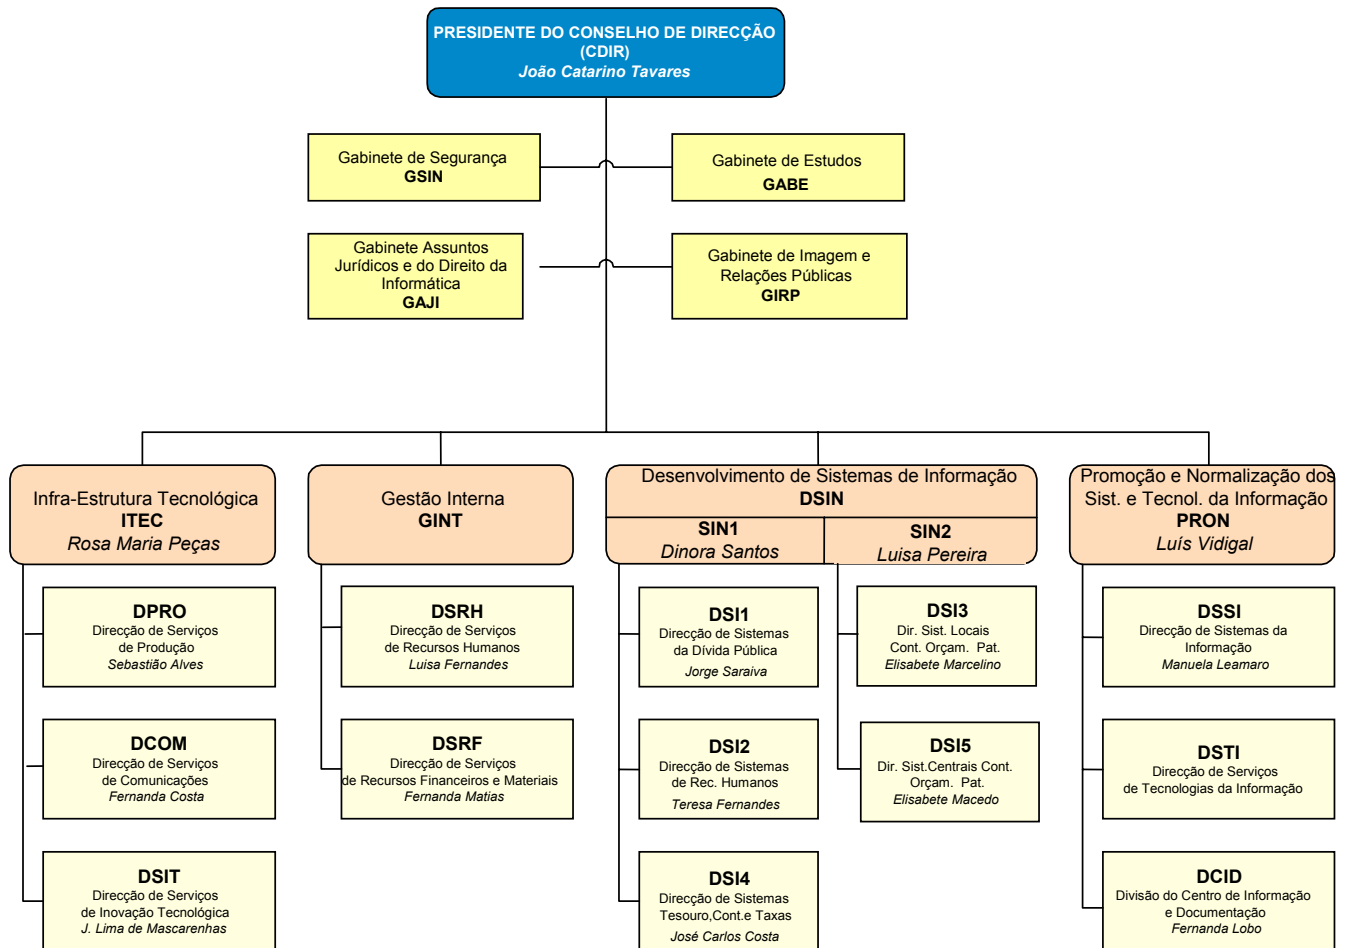 PRESIDENTE DO CONSELHO DE DIRECÇÃO
(CDIR)
João Catarino Tavares
Gabinete de Segurança
GSIN
Gabinete de Estudos
GABE
Gabinete Assuntos
Jurídicos e do Direito da
Informática
GAJI
Gabinete de Imagem e
Relações Públicas
GIRP
Infra-Estrutura Tecnológica
ITEC
Rosa Maria Peças
Gestão Interna
GINT
Desenvolvimento de Sistemas de Informação
DSIN
SIN1
Dinora Santos
SIN2
Luisa Pereira
Promoção e Normalização dos
Sist. e Tecnol. da Informação
PRON
Luís Vidigal
DPRO
Direcção de Serviços
de Produção
Sebastião Alves
DSRH
Direcção de Serviços
de Recursos Humanos
Luisa Fernandes
DSI1
Direcção de Sistemas
da Dívida Pública
Jorge Saraiva
DSI3
Dir. Sist. Locais
Cont. Orçam. Pat.
Elisabete Marcelino
DSSI
Direcção de Sistemas da
Informação
Manuela Leamaro
DCOM
Direcção de Serviços
de Comunicações
Fernanda Costa
DSRF
Direcção de Serviços
de Recursos Financeiros e Materiais
Fernanda Matias
DSI2
Direcção de Sistemas
de Rec. Humanos
Teresa Fernandes
DSI5
Dir. Sist.Centrais Cont.
Orçam. Pat.
Elisabete Macedo
DSTI
Direcção de Serviços
de Tecnologias da Informação
DSIT
Direcção de Serviços
de Inovação Tecnológica
J. Lima de Mascarenhas
DSI4
Direcção de Sistemas
Tesouro,Cont.e Taxas
José Carlos Costa
DCID
Divisão do Centro de Informação
e Documentação
Fernanda Lobo